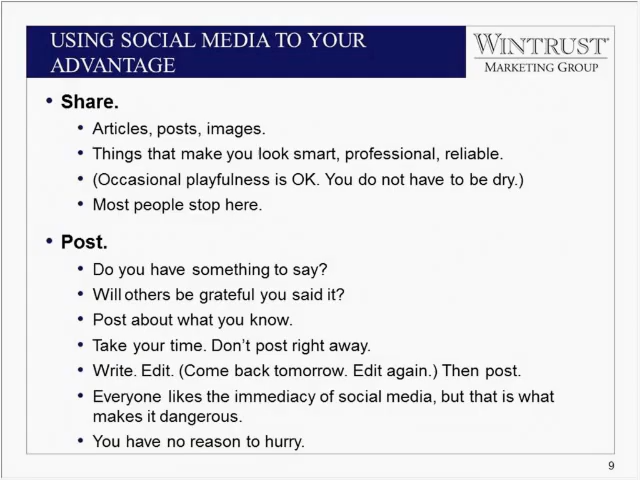 USING SOCIAL MEDIA TO YOUR
ADVANTAGE
WINTRUST®
MARKETING GROUP
• Share.
• Articles, posts, images.
• Things that make you look smart, professional, reliable.
• (Occasional playfulness is OK. You do not have to be dry.)
• Most people stop here.
• Post.
• Do you have something to say?
• Will others be grateful you said it?
• Post about what you know.
• Take your time. Don’t post right away.
• Write. Edit. (Come back tomorrow. Edit again.) Then post.
• Everyone likes the immediacy of social media, but that is what
makes it dangerous.
• You have no reason to hurry.
9